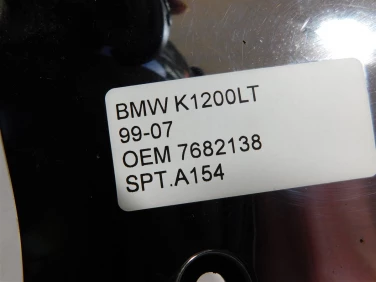 BMW K1200LT
99-07
OEM 7682138
SPT.A154